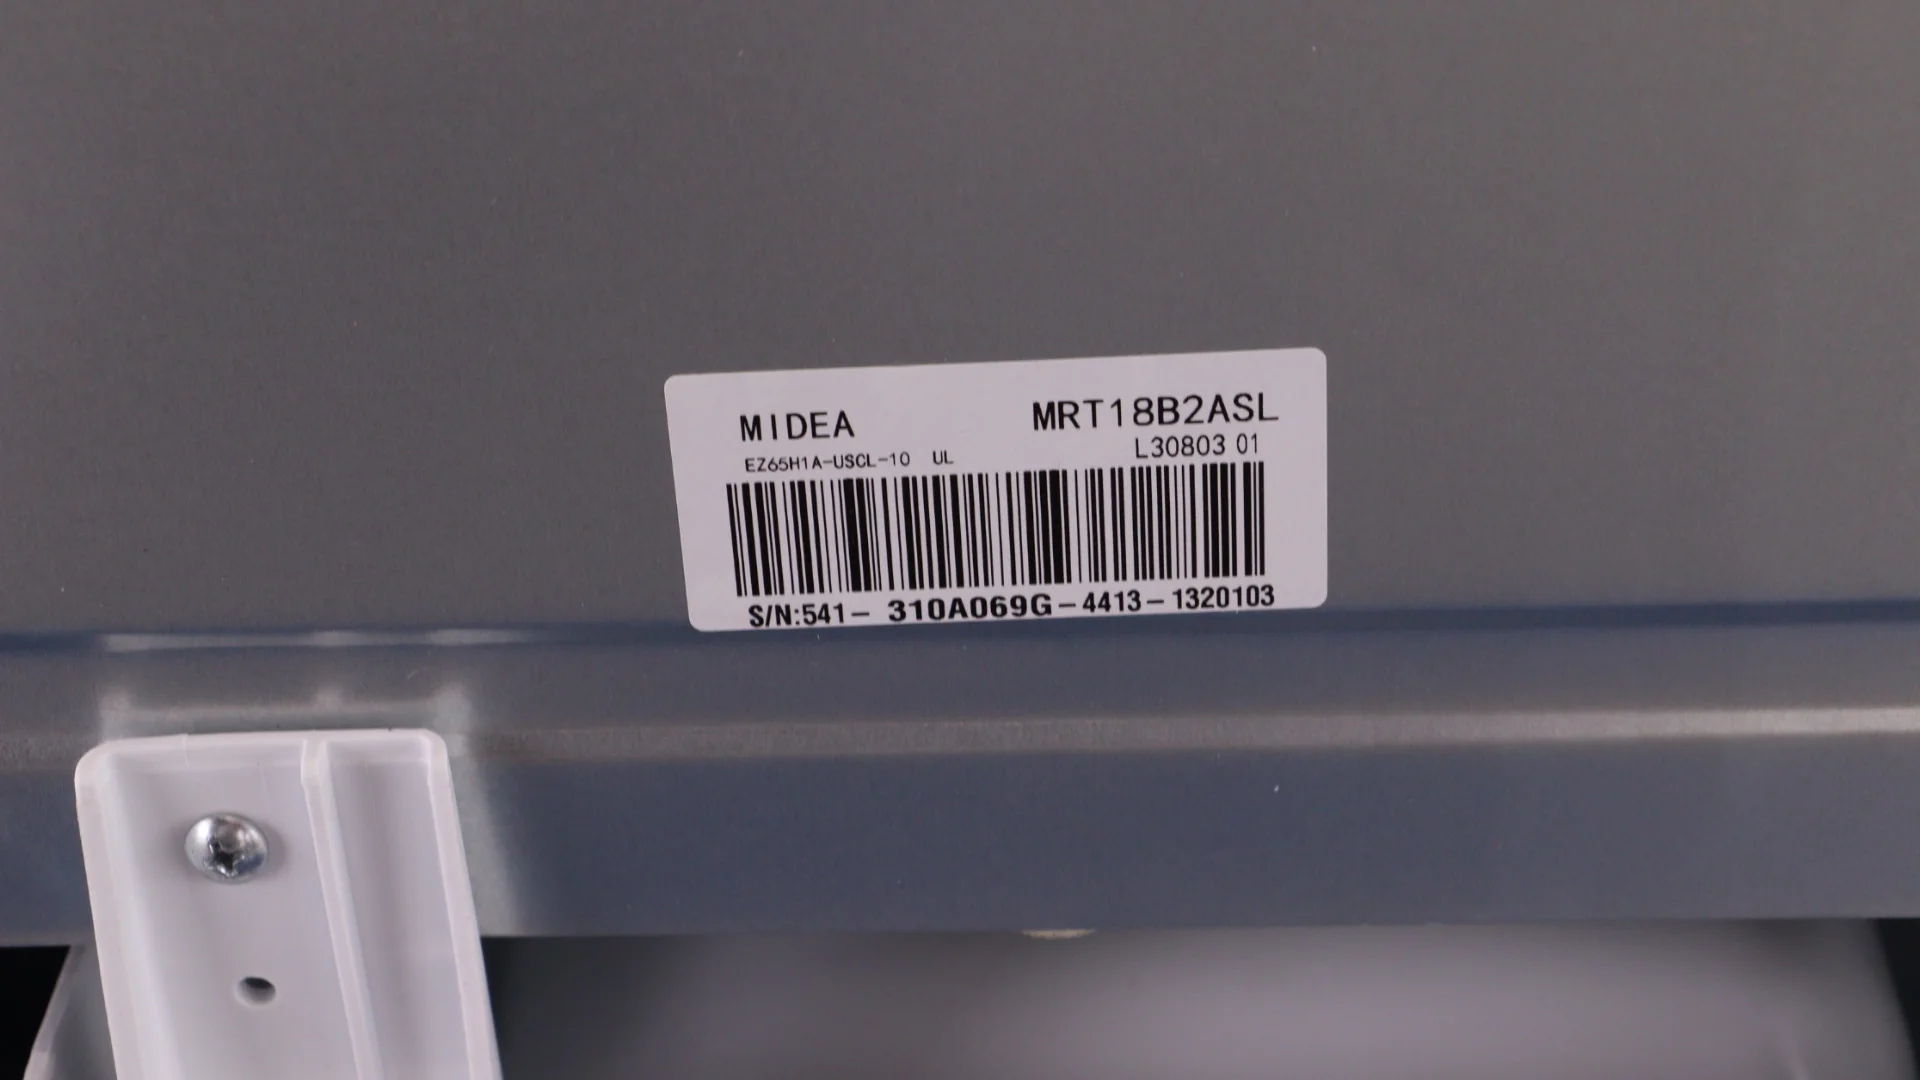 MIDEA MRT18B2ASL
EZ65H1A-USCL-10 UL L30803 01
S/N:541- 310A069G-4413-1320103